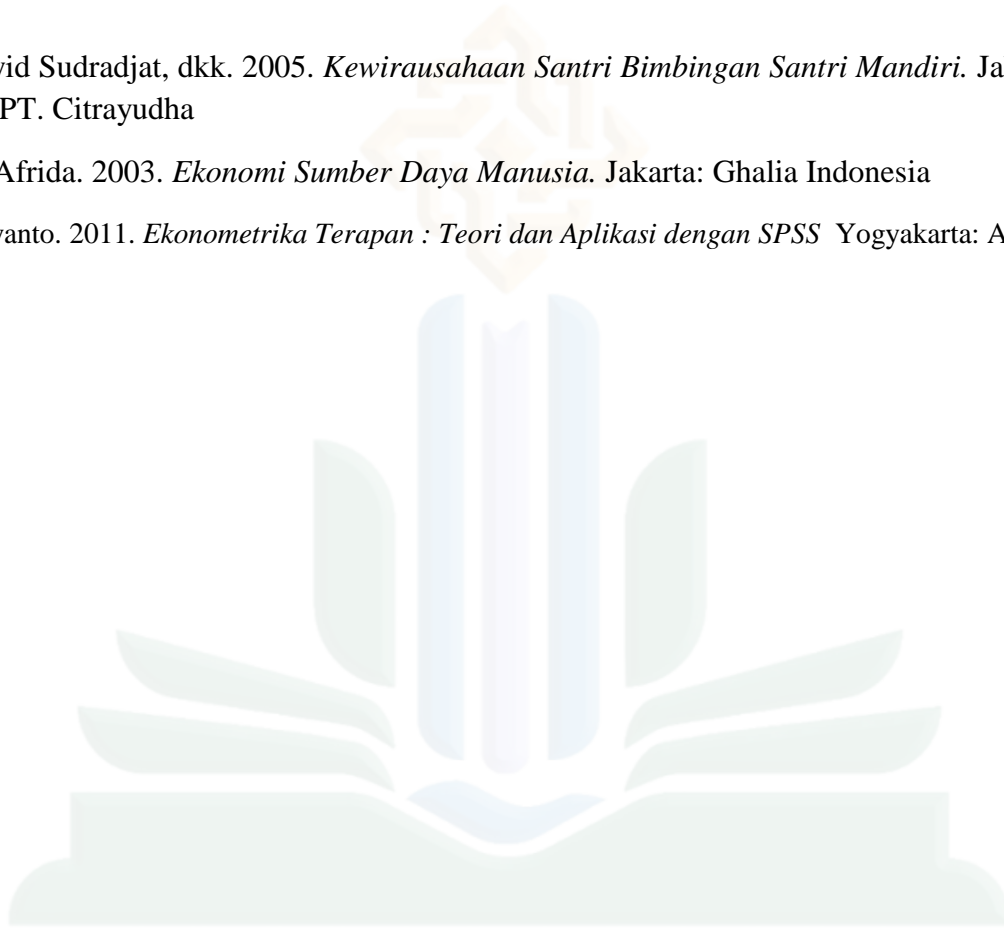 vid Sudradjat, dkk. 2005. Kewirausahaan Santri Bimbingan Santri Mandiri. Ja
PT. Citrayudha
Afrida. 2003. Ekonomi Sumber Daya Manusia. Jakarta: Ghalia Indonesia
anto. 2011. Ekonometrika Terapan : Teori dan Aplikasi dengan SPSS Yogyakarta: A